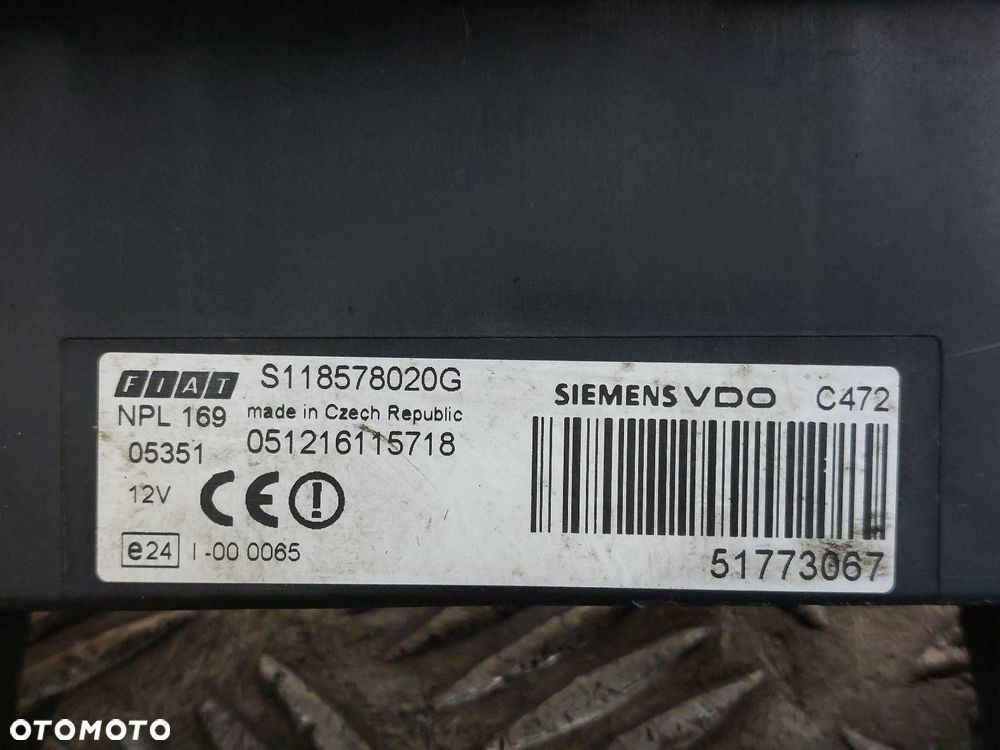 FIAT S118578020G SIEMENS VDO C472
NPL 169 made in Czech Republic
05351 051216115718
12V CE
e24 I -00 0065
51773067
OTOMOTO